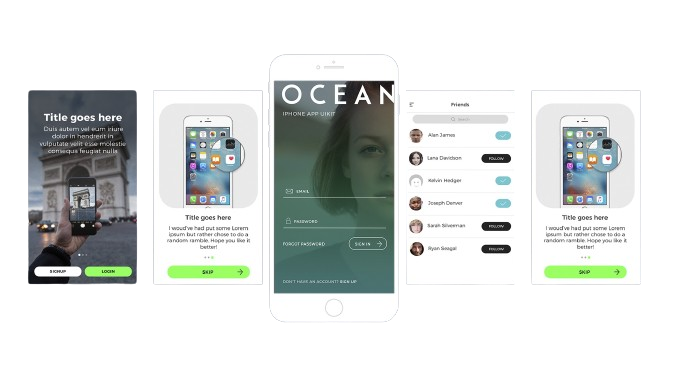 Title goes here
Duis autem vel eum iriure
dolor in hendrerit in
vulputate velit esse molestie
consequa feugiat nulla
SIGNUP
LOGIN
Title goes here
I woud've had put some Lorem
ipsum but rather chose to do a
random ramble. Hope you like it
better!
SKIP
OCEAN
IPHONE APP UI KIT
EMAIL
PASSWORD
FORGOT PASSWORD
SIGN IN
DON'T HAVE AN ACCOUNT? SIGN UP
Friends
Search
Alan James
Lana Davidson
FOLLOW
Kelvin Hedger
Joseph Denver
Sarah Silverman
FOLLOW
Ryan Seagal
FOLLOW
Title goes here
I woud've had put some Lorem
ipsum but rather chose to do a
random ramble. Hope you like it
better!
SKIP